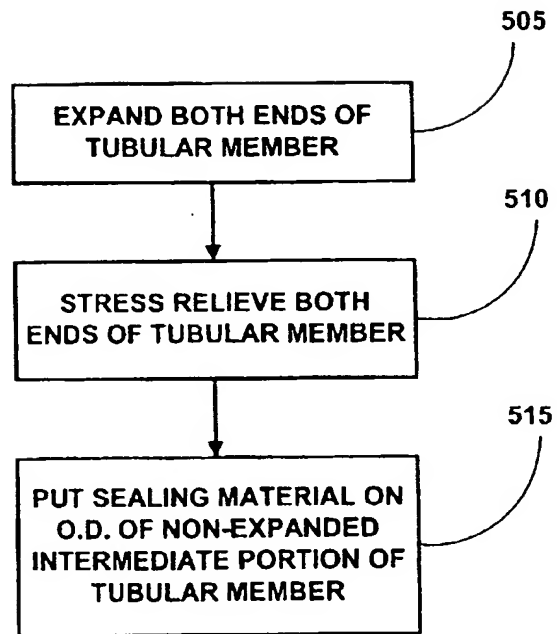 505
EXPAND BOTH ENDS OF
TUBULAR MEMBER
510
STRESS RELIEVE BOTH
ENDS OF TUBULAR MEMBER
515
PUT SEALING MATERIAL ON
O.D. OF NON-EXPANDED
INTERMEDIATE PORTION OF
TUBULAR MEMBER